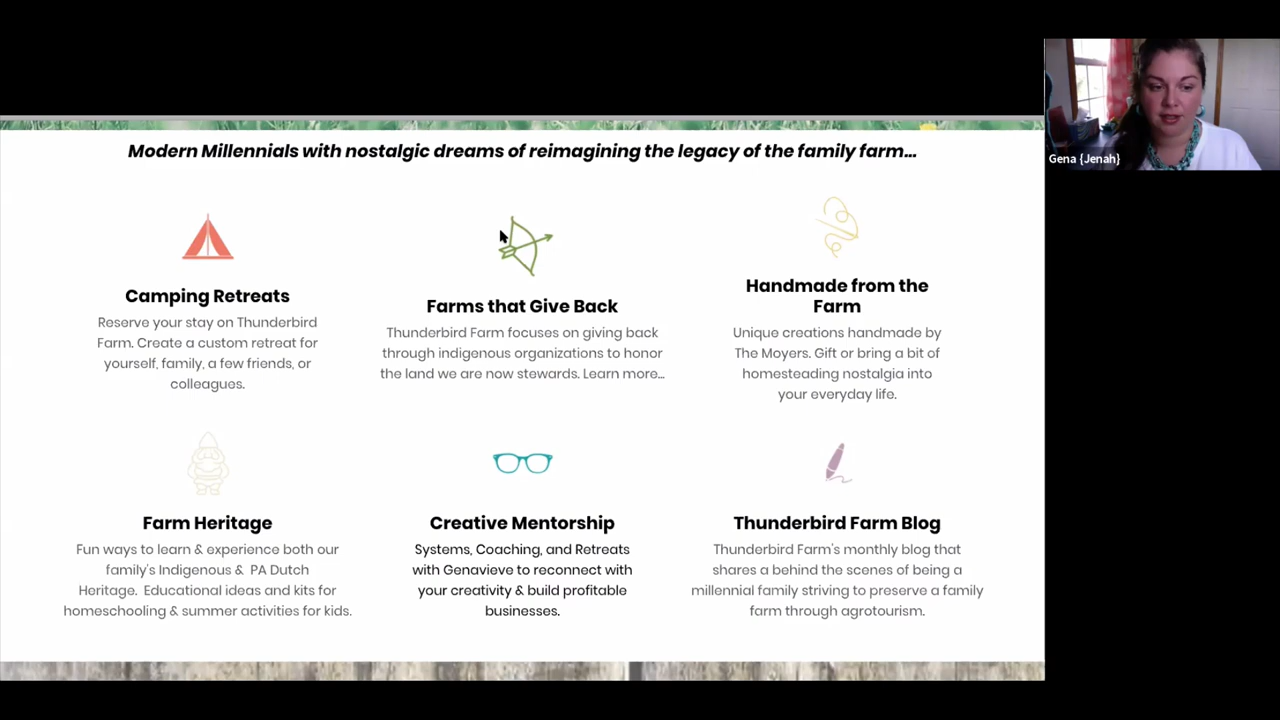 Modern Millennials with nostalgic dreams of reimagining the legacy of the family farm...
Camping Retreats
Reserve your stay on Thunderbird
Farm. Create a custom retreat for
yourself, family, a few friends, or
colleagues.
Farms that Give Back
Thunderbird Farm focuses on giving back
through indigenous organizations to honor
the land we are now stewards. Learn more...
Handmade from the
Farm
Unique creations handmade by
The Moyers. Gift or bring a bit of
homesteading nostalgia into
your everyday life.
Farm Heritage
Fun ways to learn & experience both our
family's Indigenous & PA Dutch
Heritage. Educational ideas and kits for
homeschooling & summer activities for kids.
Creative Mentorship
Systems, Coaching, and Retreats
with Genavieve to reconnect with
your creativity & build profitable
businesses.
Thunderbird Farm Blog
Thunderbird Farm's monthly blog that
shares a behind the scenes of being a
millennial family striving to preserve a family
farm through agrotourism.
Gena {Jenah}